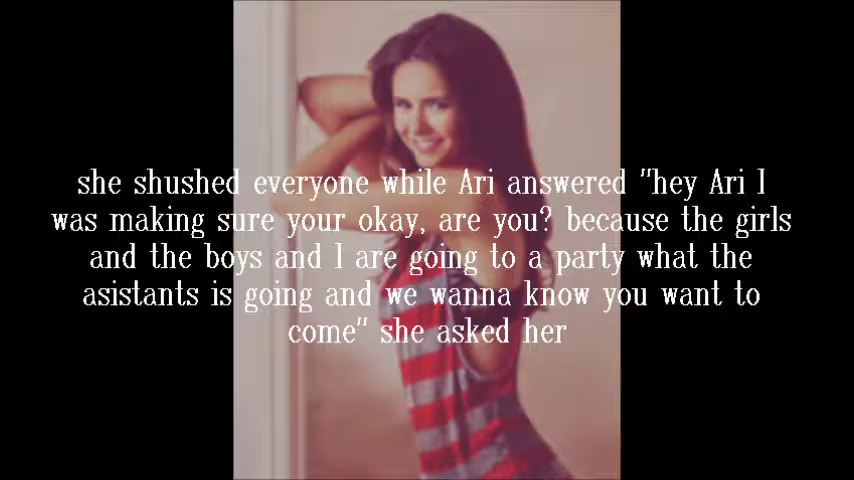 she shushed everyone while Ari answered "hey Ari I
was making sure your okay, are you? because the girls
and the boys and I are going to a party what the
asistants is going and we wanna know you want to
come" she asked her